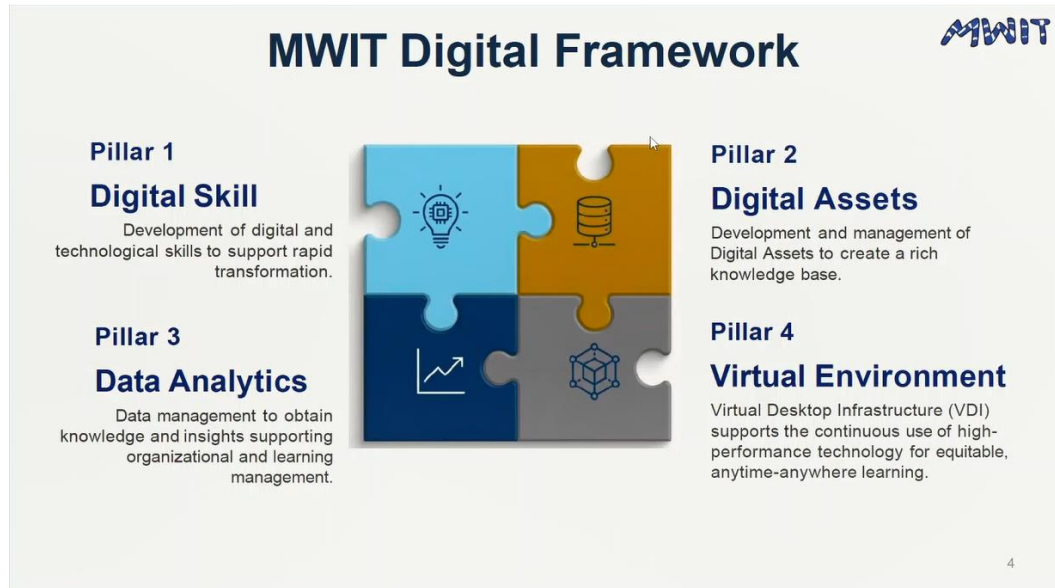 MWIT Digital Framework
MWIT
Pillar 1
Digital Skill
Development of digital and
technological skills to support rapid
transformation.
Pillar 2
Digital Assets
Development and management of
Digital Assets to create a rich
knowledge base.
Pillar 3
Data Analytics
Data management to obtain
knowledge and insights supporting
organizational and learning
management.
Pillar 4
Virtual Environment
Virtual Desktop Infrastructure (VDI)
supports the continuous use of high-
performance technology for equitable,
anytime-anywhere learning.
4